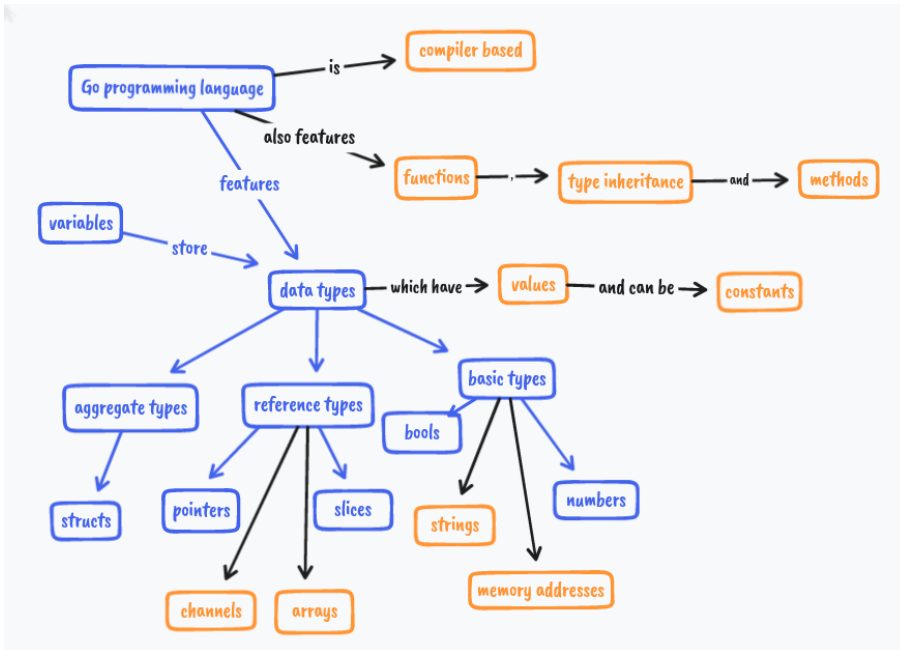 compiler based
is
Go programming language
also features
functions
,
type inheritance
and
methods
features
variables
store
data types
which have
values
and can be
constants
aggregate types
reference types
basic types
bools
structs
pointers
slices
strings
numbers
channels
arrays
memory addresses